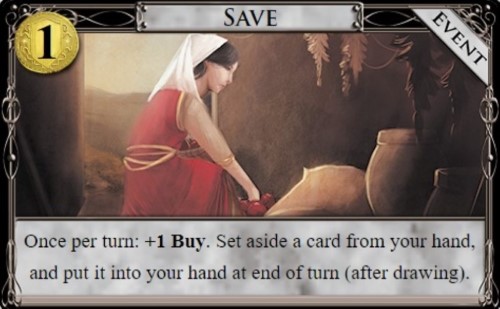 SAVE
1
EVENT
Once per turn: +1 Buy. Set aside a card from your hand,
and put it into your hand at end of turn (after drawing).